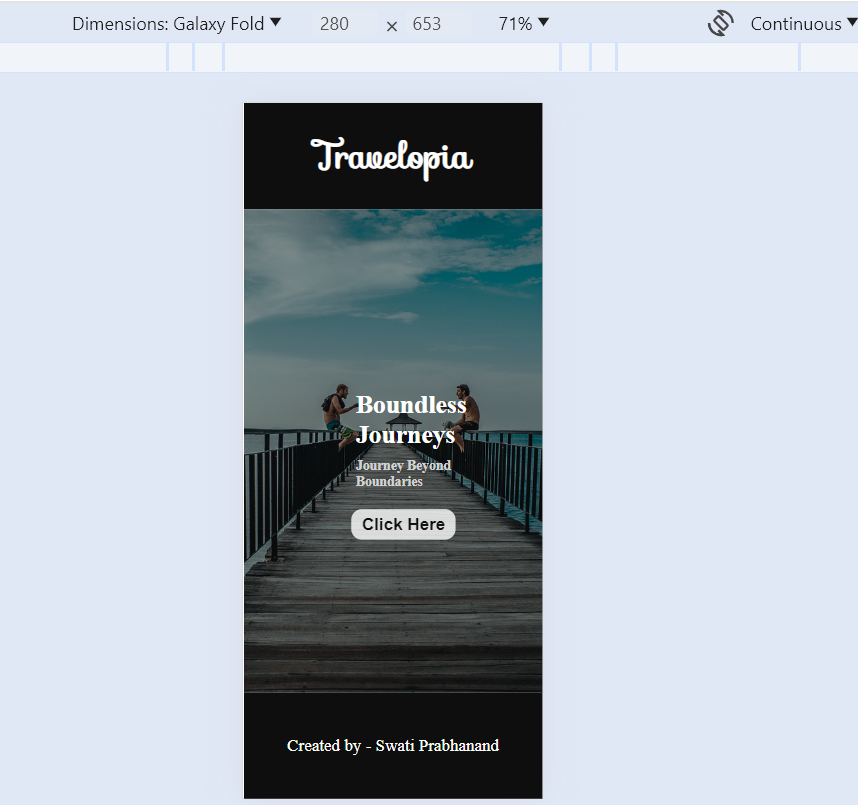 Dimensions: Galaxy Fold 280 × 653 71% Continuous
Travelopia
Boundless
Journeys
Journey Beyond
Boundaries
Click Here
Created by - Swati Prabhanand